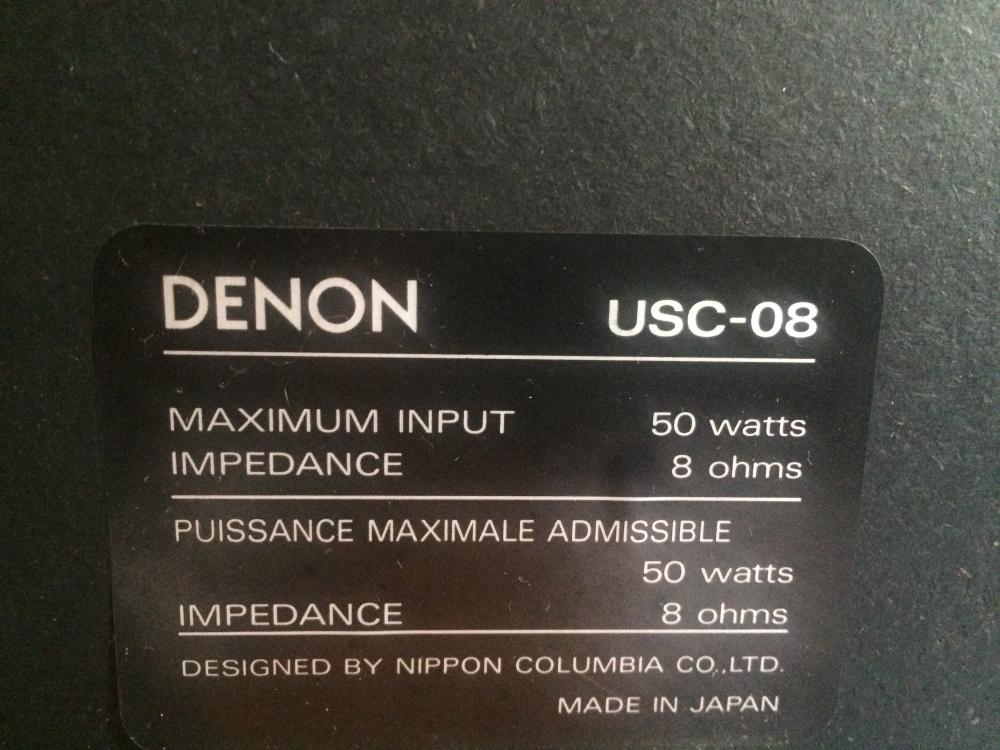 DENON USC-08
MAXIMUM INPUT 50 watts
IMPEDANCE 8 ohms
PUISSANCE MAXIMALE ADMISSIBLE
50 watts
IMPEDANCE 8 ohms
DESIGNED BY NIPPON COLUMBIA CO.,LTD.
MADE IN JAPAN